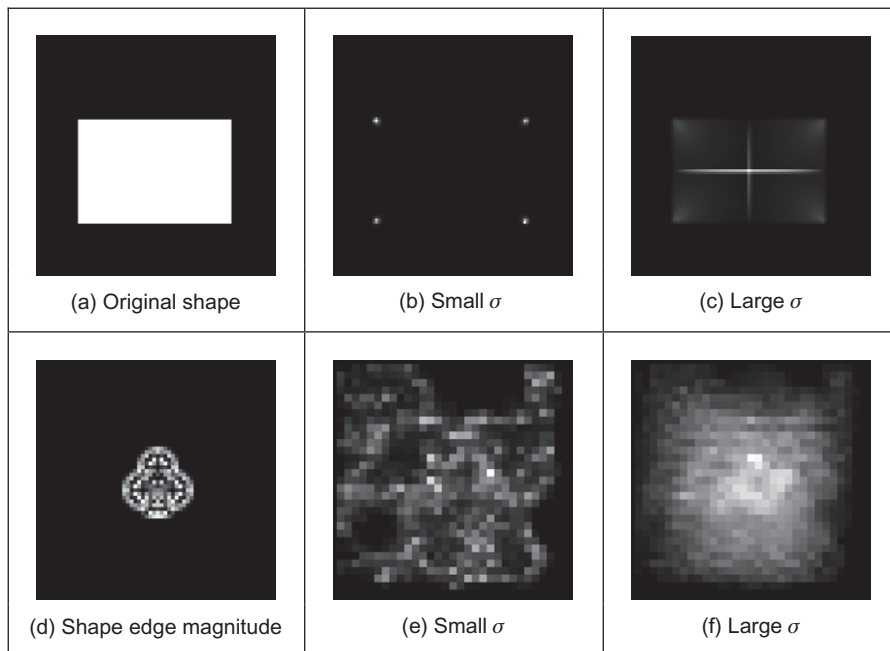 (a) Original shape
(b) Small σ
(c) Large σ
(d) Shape edge magnitude
(e) Small σ
(f) Large σ